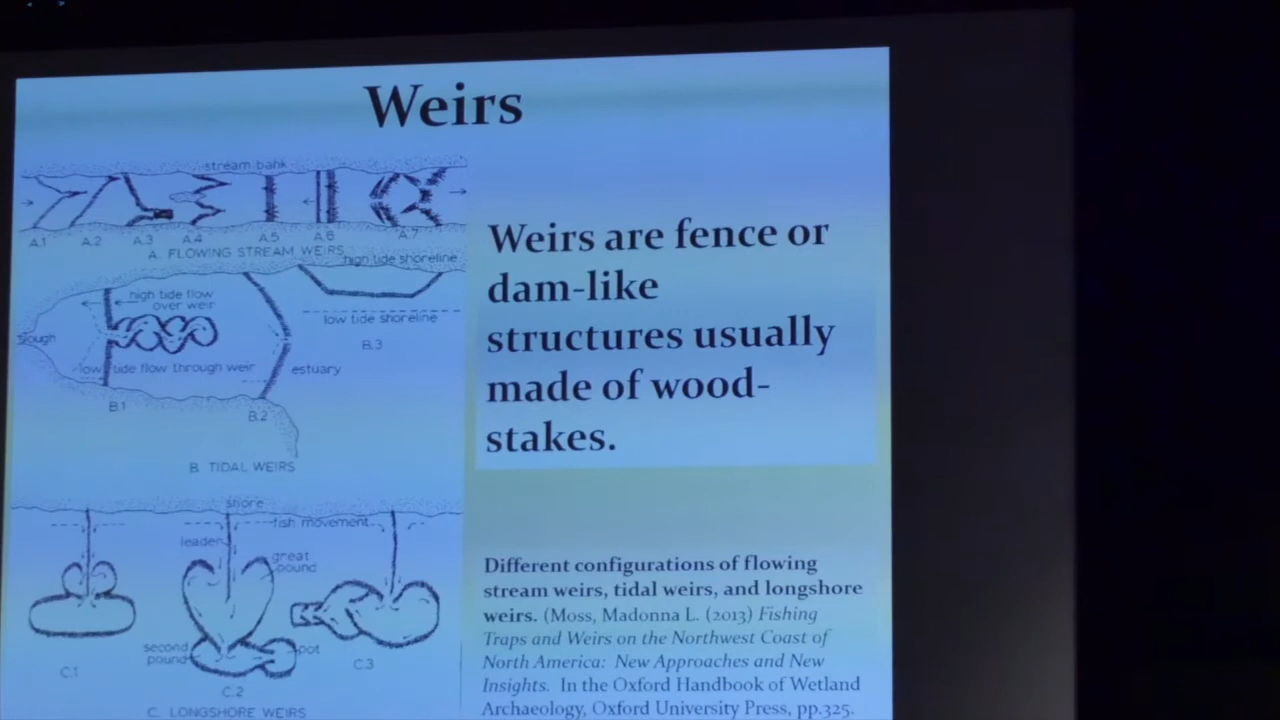 Weirs
stream bank
A.1 A.2 A.3 A.4 A.5 A.6 A.7
A. FLOWING STREAM WEIRS
high tide shoreline
high tide flow
over weir
low tide shoreline
slough
B.3
low tide flow through weir
estuary
B.1
B.2
B. TIDAL WEIRS
shore
fish movement
leader
great
pound
second
pound
pot
C.1
C.2
C.3
C. LONGSHORE WEIRS
Weirs are fence or
dam-like
structures usually
made of wood-
stakes.
Different configurations of flowing
stream weirs, tidal weirs, and longshore
weirs. (Moss, Madonna L. (2013) Fishing
Traps and Weirs on the Northwest Coast of
North America: New Approaches and New
Insights. In the Oxford Handbook of Wetland
Archaeology, Oxford University Press, pp.325.